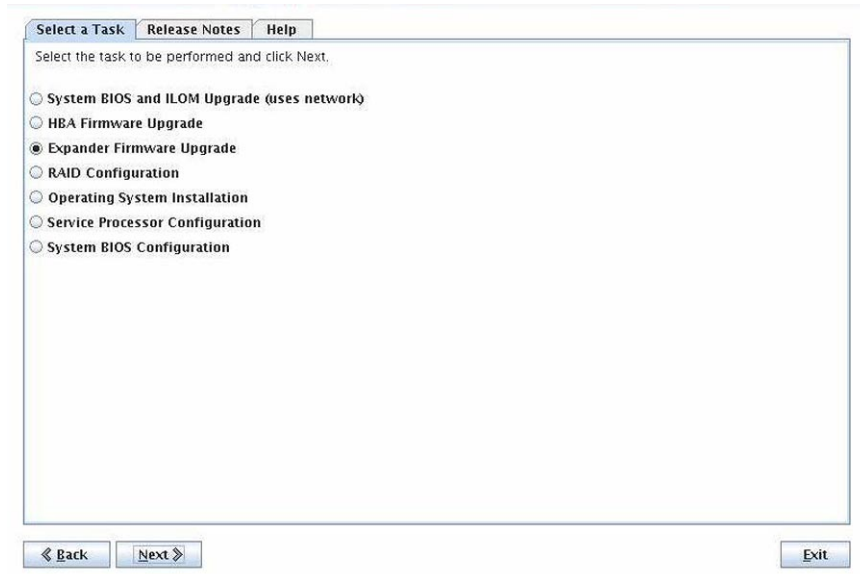 Select a Task Release Notes Help
Select the task to be performed and click Next.
System BIOS and ILOM Upgrade (uses network)
HBA Firmware Upgrade
Expander Firmware Upgrade
RAID Configuration
Operating System Installation
Service Processor Configuration
System BIOS Configuration
Back Next Exit